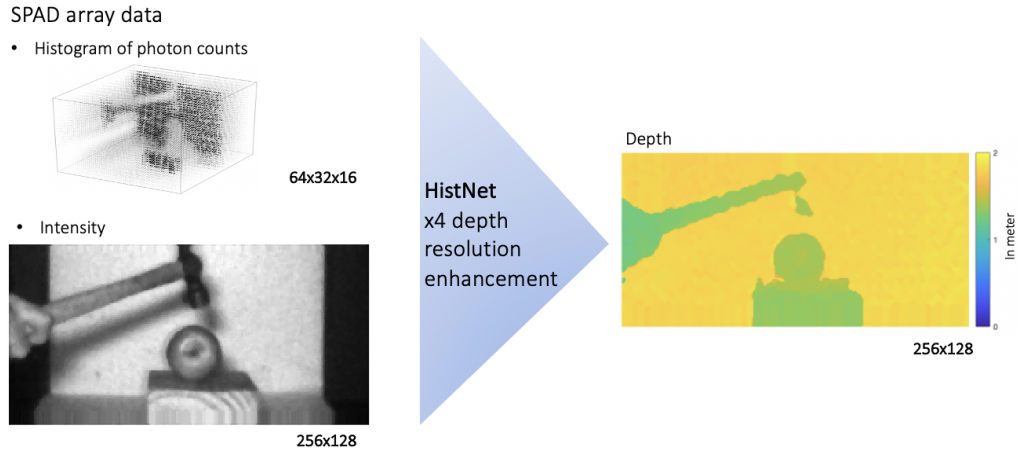 SPAD array data
• Histogram of photon counts
64x32x16
• Intensity
256x128
HistNet
x4 depth
resolution
enhancement
Depth
2
1
0
In meter
256x128